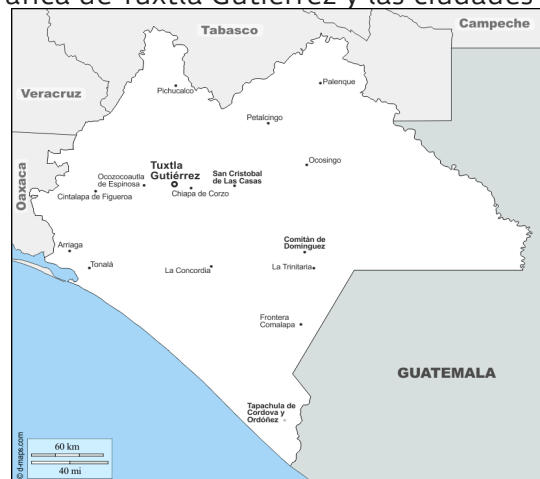 de Tuxtla Gutiérrez y las ciudades
Tabasco
Campeche
Veracruz
Palenque
Pichucalco
Petalcingo
Ocosingo
Tuxtla
Gutiérrez
San Cristobal
de Las Casas
Ocozocoautla
de Espinosa
Cintalapa de Figueroa
Chiapa de Corzo
Oaxaca
Comitán de
Domínguez
Arriaga
Tonalá
La Concordia
La Trinitaria
Frontera
Comalapa
GUATEMALA
Tapachula de
Cordova y
Ordóñez
60 km
40 mi
© d-maps.com